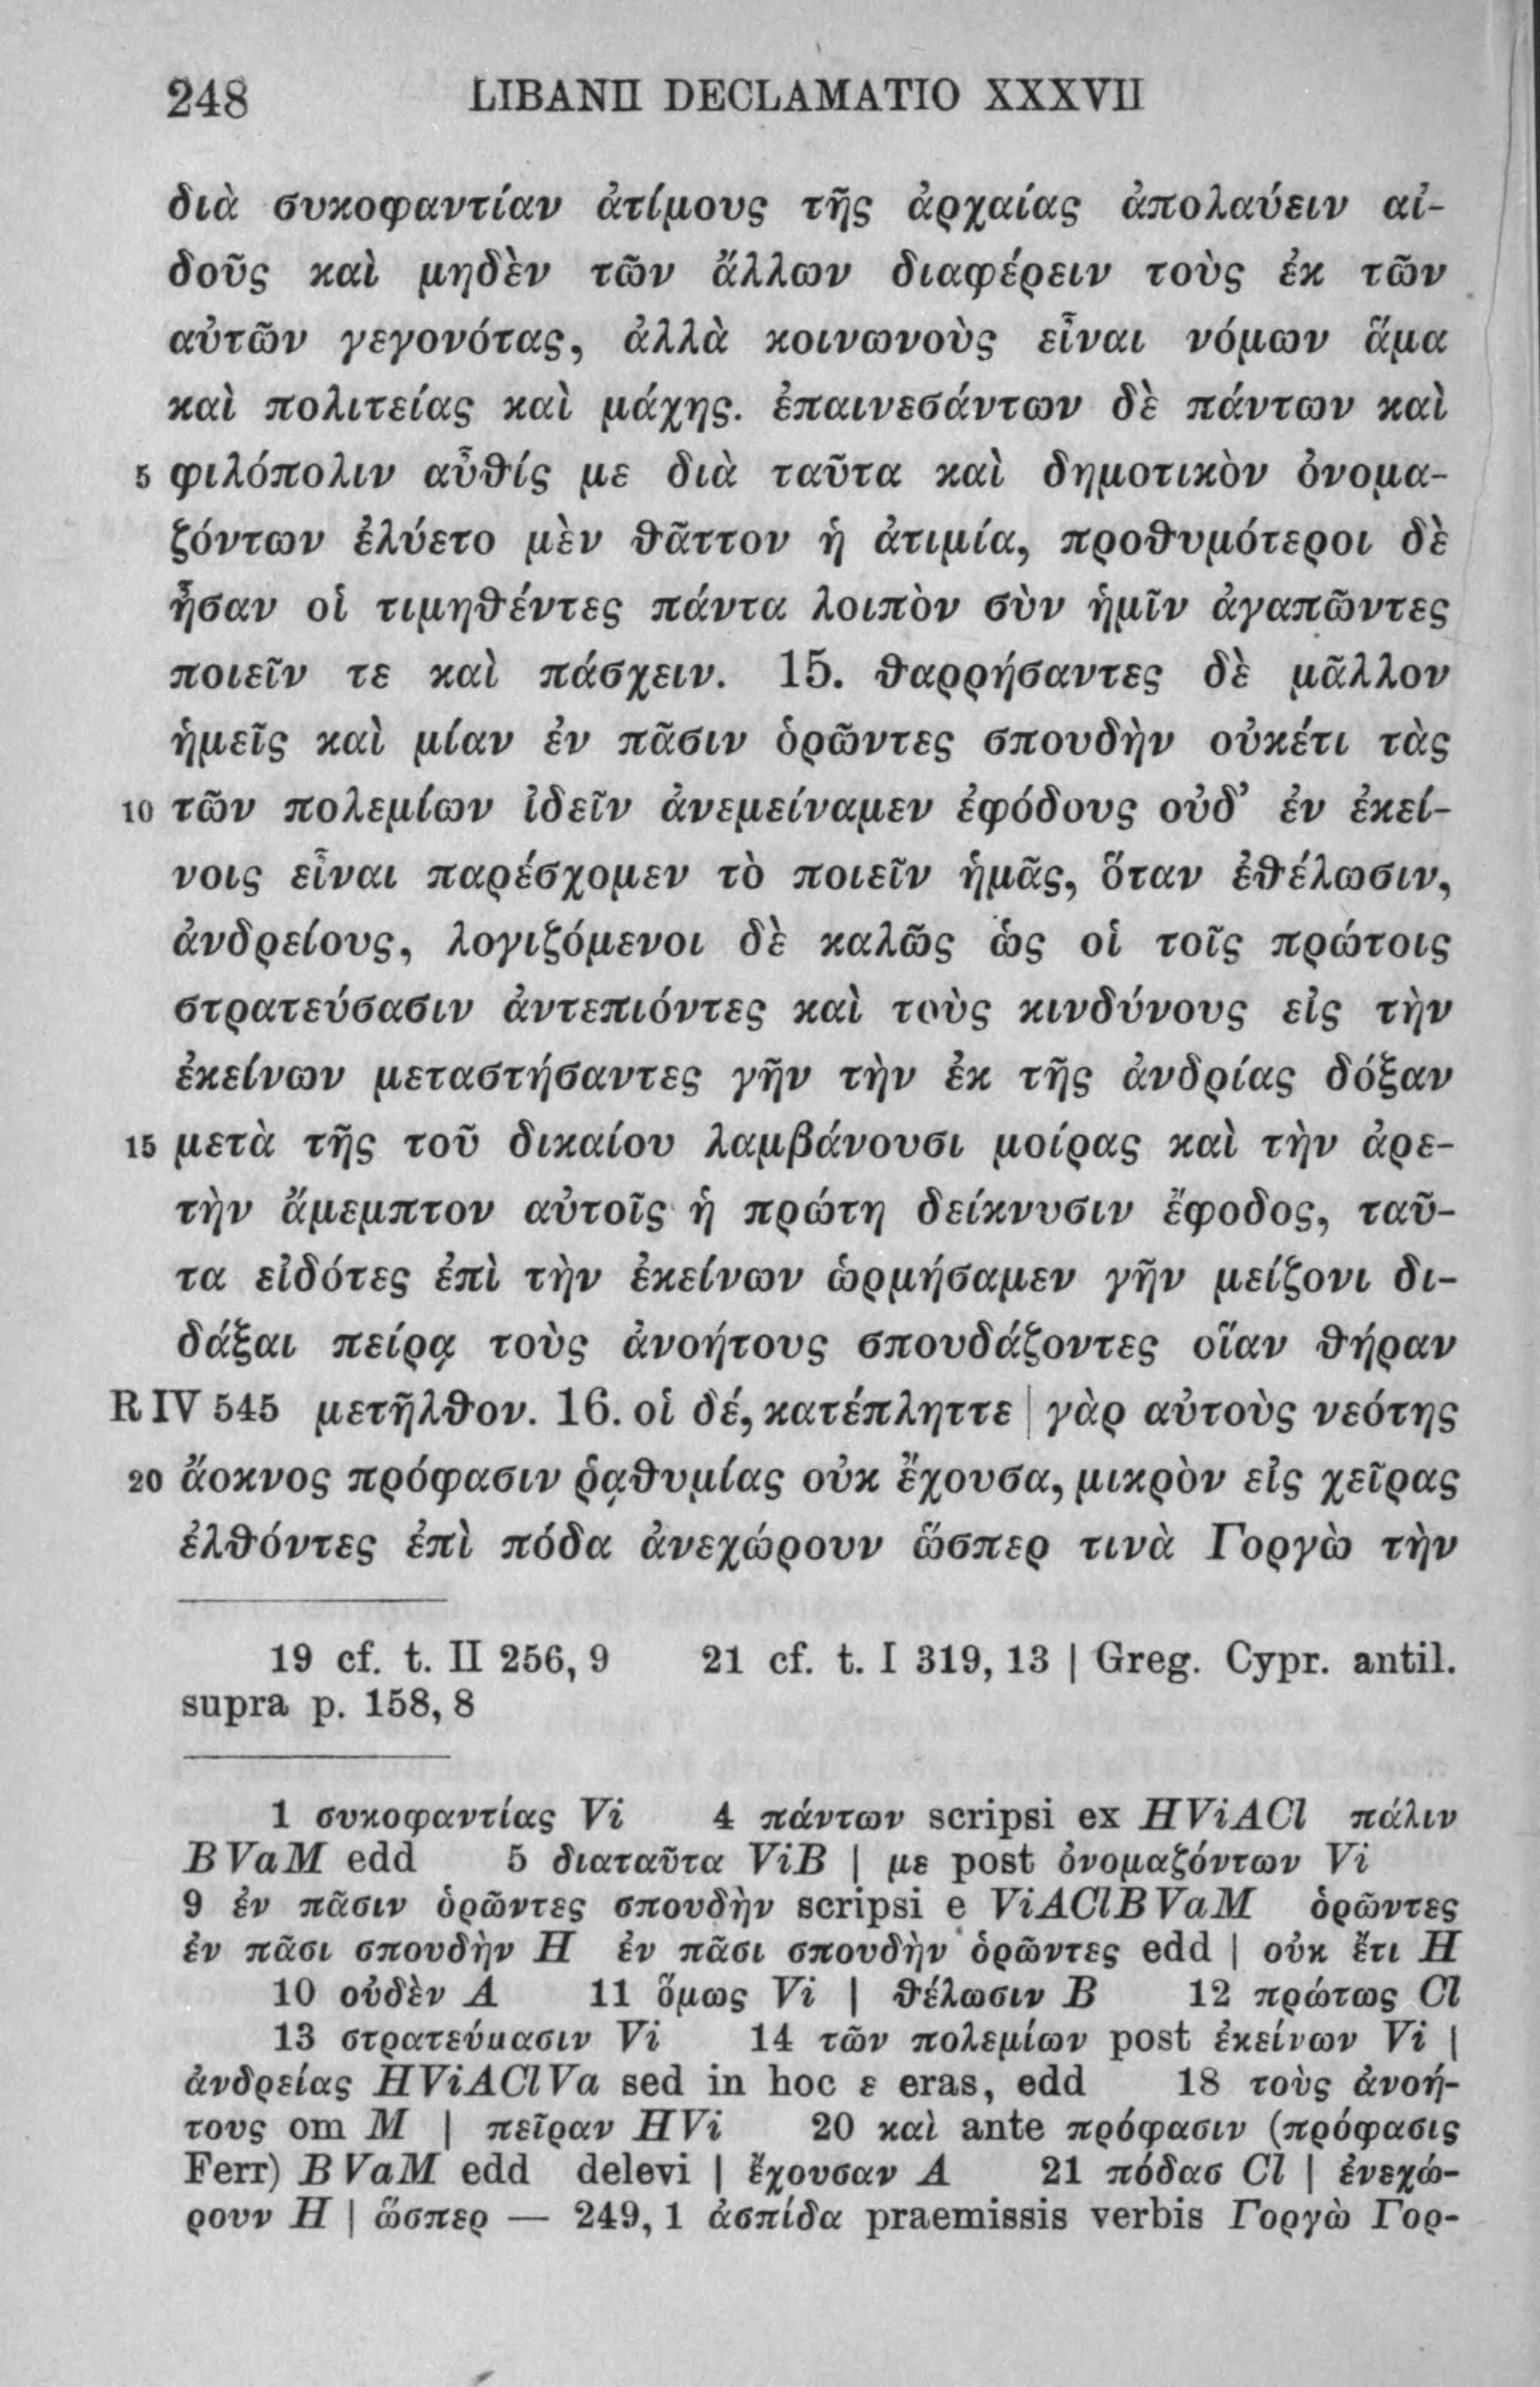 248 LIBANII DECLAMATIO XXXVII
διὰ συκοφαντίαν ἀτίμους τῆς ἀρχαίας ἀπολαύειν αἰ-
δοῦς καὶ μηδὲν τῶν ἄλλων διαφέρειν τοὺς ἐκ τῶν
αὐτῶν γεγονότας, ἀλλὰ κοινωνοὺς εἶναι νόμων ἅμα
καὶ πολιτείας καὶ μάχης. ἐπαινεσάντων δὲ πάντων καὶ
5 φιλόπολιν αὖθίς με διὰ ταῦτα καὶ δημοτικὸν ὀνομα-
ζόντων ἐλύετο μὲν θᾶττον ἡ ἀτιμία, προθυμότεροι δὲ
ἦσαν οἱ τιμηθέντες πάντα λοιπὸν σὺν ἡμῖν ἀγαπῶντες
ποιεῖν τε καὶ πάσχειν. 15. θαρρήσαντες δὲ μᾶλλον
ἡμεῖς καὶ μίαν ἐν πᾶσιν ὁρῶντες σπουδὴν οὐκέτι τὰς
10 τῶν πολεμίων ἰδεῖν ἀνεμείναμεν ἐφόδους οὐδ’ ἐν ἐκεί-
νοις εἶναι παρέσχομεν τὸ ποιεῖν ἡμᾶς, ὅταν ἐθέλωσιν,
ἀνδρείους, λογιζόμενοι δὲ καλῶς ὡς οἱ τοῖς πρώτοις
στρατεύσασιν ἀντεπιόντες καὶ τοὺς κινδύνους εἰς τὴν
ἐκείνων μεταστήσαντες γῆν τὴν ἐκ τῆς ἀνδρίας δόξαν
15 μετὰ τῆς τοῦ δικαίου λαμβάνουσι μοίρας καὶ τὴν ἀρε-
τὴν ἄμεμπτον αὐτοῖς ἡ πρώτη δείκνυσιν ἔφοδος, ταῦ-
τα εἰδότες ἐπὶ τὴν ἐκείνων ὡρμήσαμεν γῆν μείζονι δι-
δάξαι πείρᾳ τοὺς ἀνοήτους σπουδάζοντες οἵαν θήραν
R IV 545 μετῆλθον. 16. οἱ δέ, κατέπληττε | γὰρ αὐτοὺς νεότης
20 ἄοκνος πρόφασιν ῥᾳθυμίας οὐκ ἔχουσα, μικρὸν εἰς χεῖρας
ἐλθόντες ἐπὶ πόδα ἀνεχώρουν ὥσπερ τινὰ Γοργὼ τὴν
19 cf. t. II 256, 9 21 cf. t. I 319, 13 | Greg. Cypr. antil.
supra p. 158, 8
1 συκοφαντίας Vi 4 πάντων scripsi ex HViACl πάλιν
BVaM edd 5 διαταῦτα ViB | με post ὀνομαζόντων Vi
9 ἐν πᾶσιν ὁρῶντες σπουδὴν scripsi e ViAClBVaM ὁρῶντες
ἐν πᾶσι σπουδὴν H ἐν πᾶσι σπουδὴν ὁρῶντες edd | οὐκ ἔτι H
10 οὐδὲν A 11 ὅμως Vi | θέλωσιν B 12 πρώτως Cl
13 στρατεύμασιν Vi 14 τῶν πολεμίων post ἐκείνων Vi |
ἀνδρείας HViAClVa sed in hoc ε eras, edd 18 τοὺς ἀνοή-
τους om M | πεῖραν HVi 20 καὶ ante πρόφασιν (πρόφασις
Ferr) BVaM edd delevi | ἔχουσαν A 21 πόδασ Cl | ἐνεχώ-
ρουν H | ὥσπερ — 249, 1 ἀσπίδα praemissis verbis Γοργὼ Γορ-